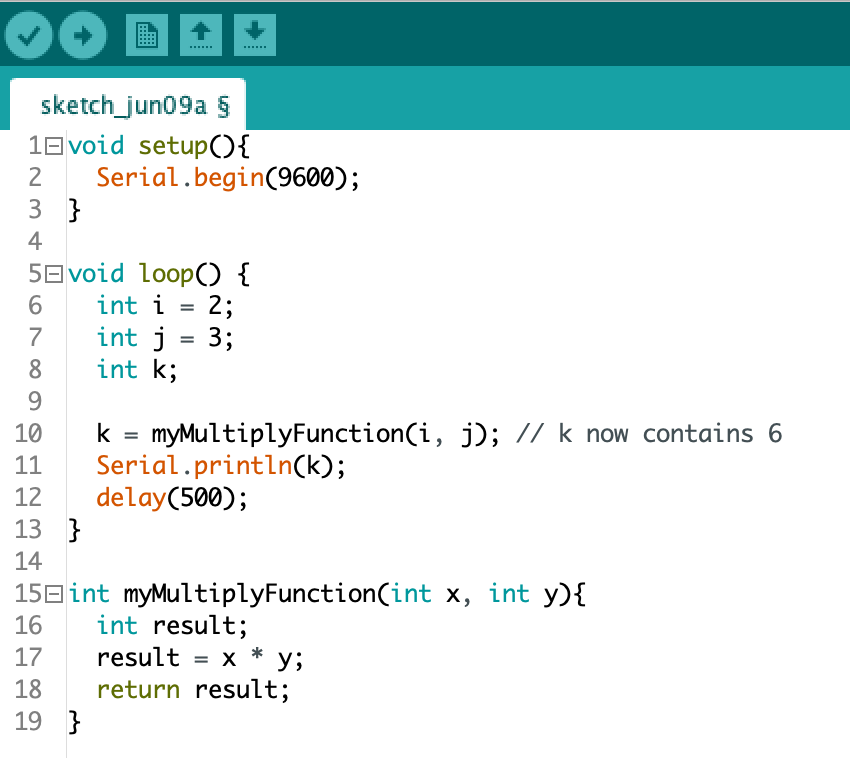 sketch_jun09a §
1 void setup(){
2   Serial.begin(9600);
3 }
4
5 void loop() {
6   int i = 2;
7   int j = 3;
8   int k;
9
10   k = myMultiplyFunction(i, j); // k now contains 6
11   Serial.println(k);
12   delay(500);
13 }
14
15 int myMultiplyFunction(int x, int y){
16   int result;
17   result = x * y;
18   return result;
19 }